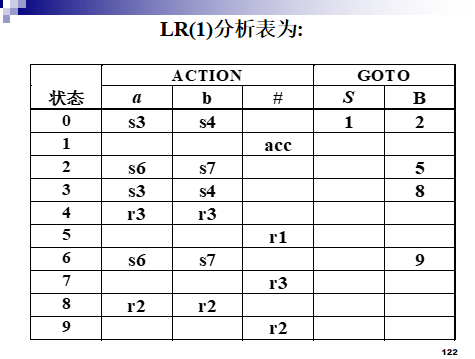 LR(1)分析表为:
ACTION GOTO
状态 a b # S B
0 s3 s4 1 2
1 acc
2 s6 s7 5
3 s3 s4 8
4 r3 r3
5 r1
6 s6 s7 9
7 r3
8 r2 r2
9 r2
122